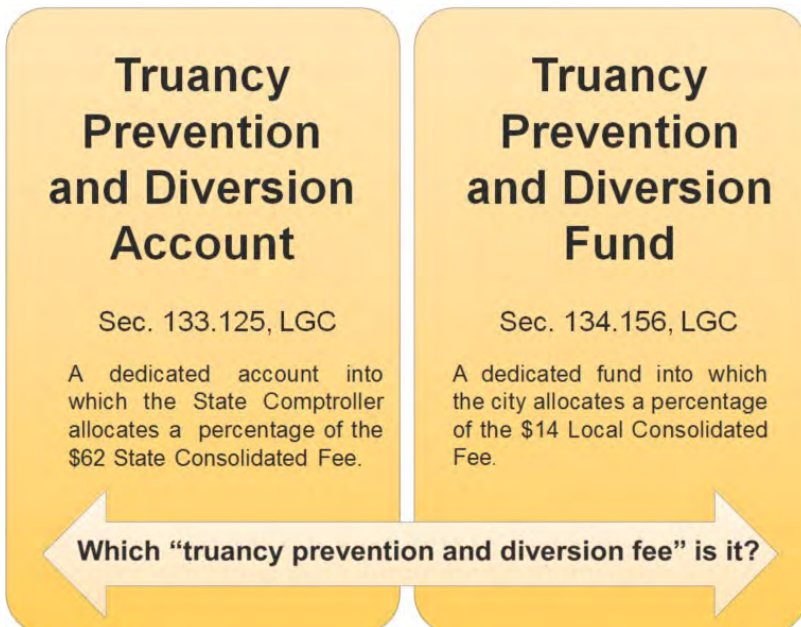 Truancy
Prevention
and Diversion
Account
Sec. 133.125, LGC
A dedicated account into
which the State Comptroller
allocates a percentage of the
$62 State Consolidated Fee.
Truancy
Prevention
and Diversion
Fund
Sec. 134.156, LGC
A dedicated fund into which
the city allocates a percentage
of the $14 Local Consolidated
Fee.
Which “truancy prevention and diversion fee” is it?